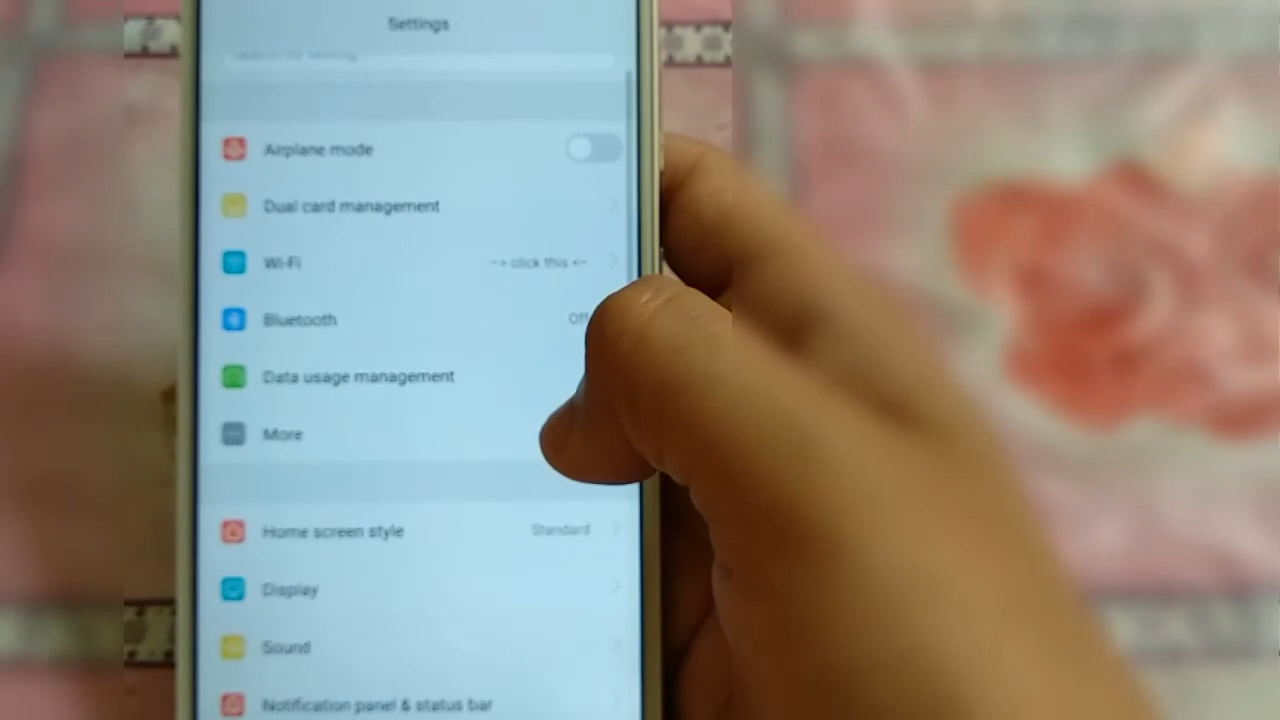 Settings
Airplane mode
Dual card management
Wi-Fi --> click this <--
Bluetooth Off
Data usage management
More
Home screen style Standard
Display
Sound
Notification panel & status bar